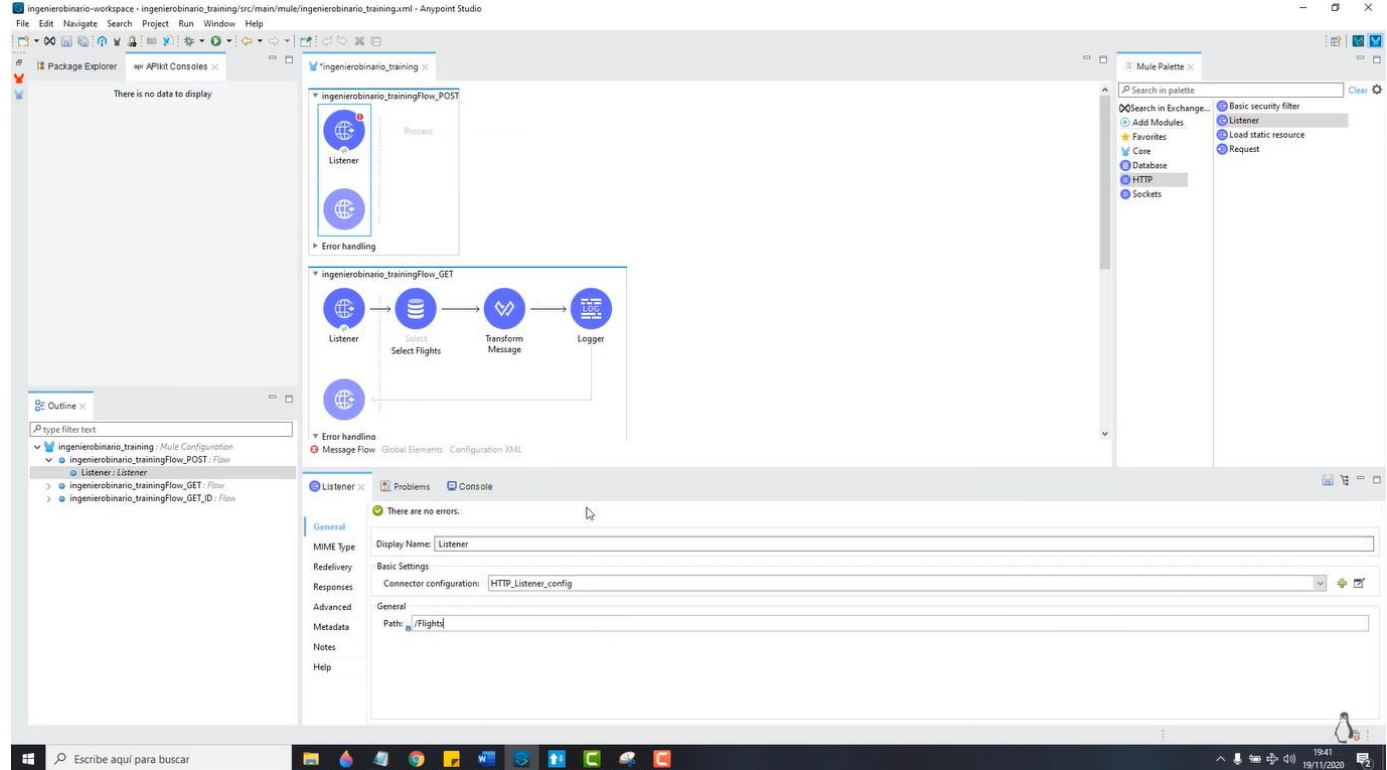 ingenierobinario-workspace - ingenierobinario_training/src/main/mule/ingenierobinario_training.xml - Anypoint Studio
File Edit Navigate Search Project Run Window Help
Package Explorer
api APIkit Consoles
There is no data to display
*ingenierobinario_training
ingenierobinario_trainingFlow_POST
Listener
Process
Error handling
ingenierobinario_trainingFlow_GET
Listener
Select
Select Flights
Transform
Message
LOG
Logger
Error handling
Message Flow Global Elements Configuration XML
Mule Palette
Search in palette
Clear
Search in Exchange...
Add Modules
Favorites
Core
Database
HTTP
Sockets
Basic security filter
Listener
Load static resource
Request
Outline
type filter text
ingenierobinario_training : Mule Configuration
ingenierobinario_trainingFlow_POST : Flow
Listener : Listener
ingenierobinario_trainingFlow_GET : Flow
ingenierobinario_trainingFlow_GET_ID : Flow
Listener
Problems
Console
There are no errors.
General
MIME Type
Redelivery
Responses
Advanced
Metadata
Notes
Help
Display Name: Listener
Basic Settings
Connector configuration: HTTP_Listener_config
General
Path: /Flights
Escribe aquí para buscar
19:41
19/11/2020